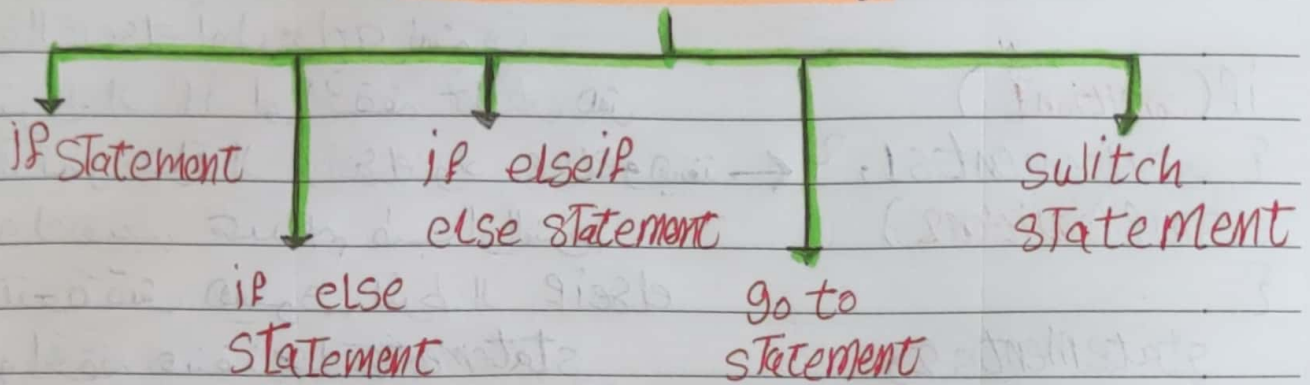 if statement
if elseif
else statement
switch
statement
if else
statement
go to
statement